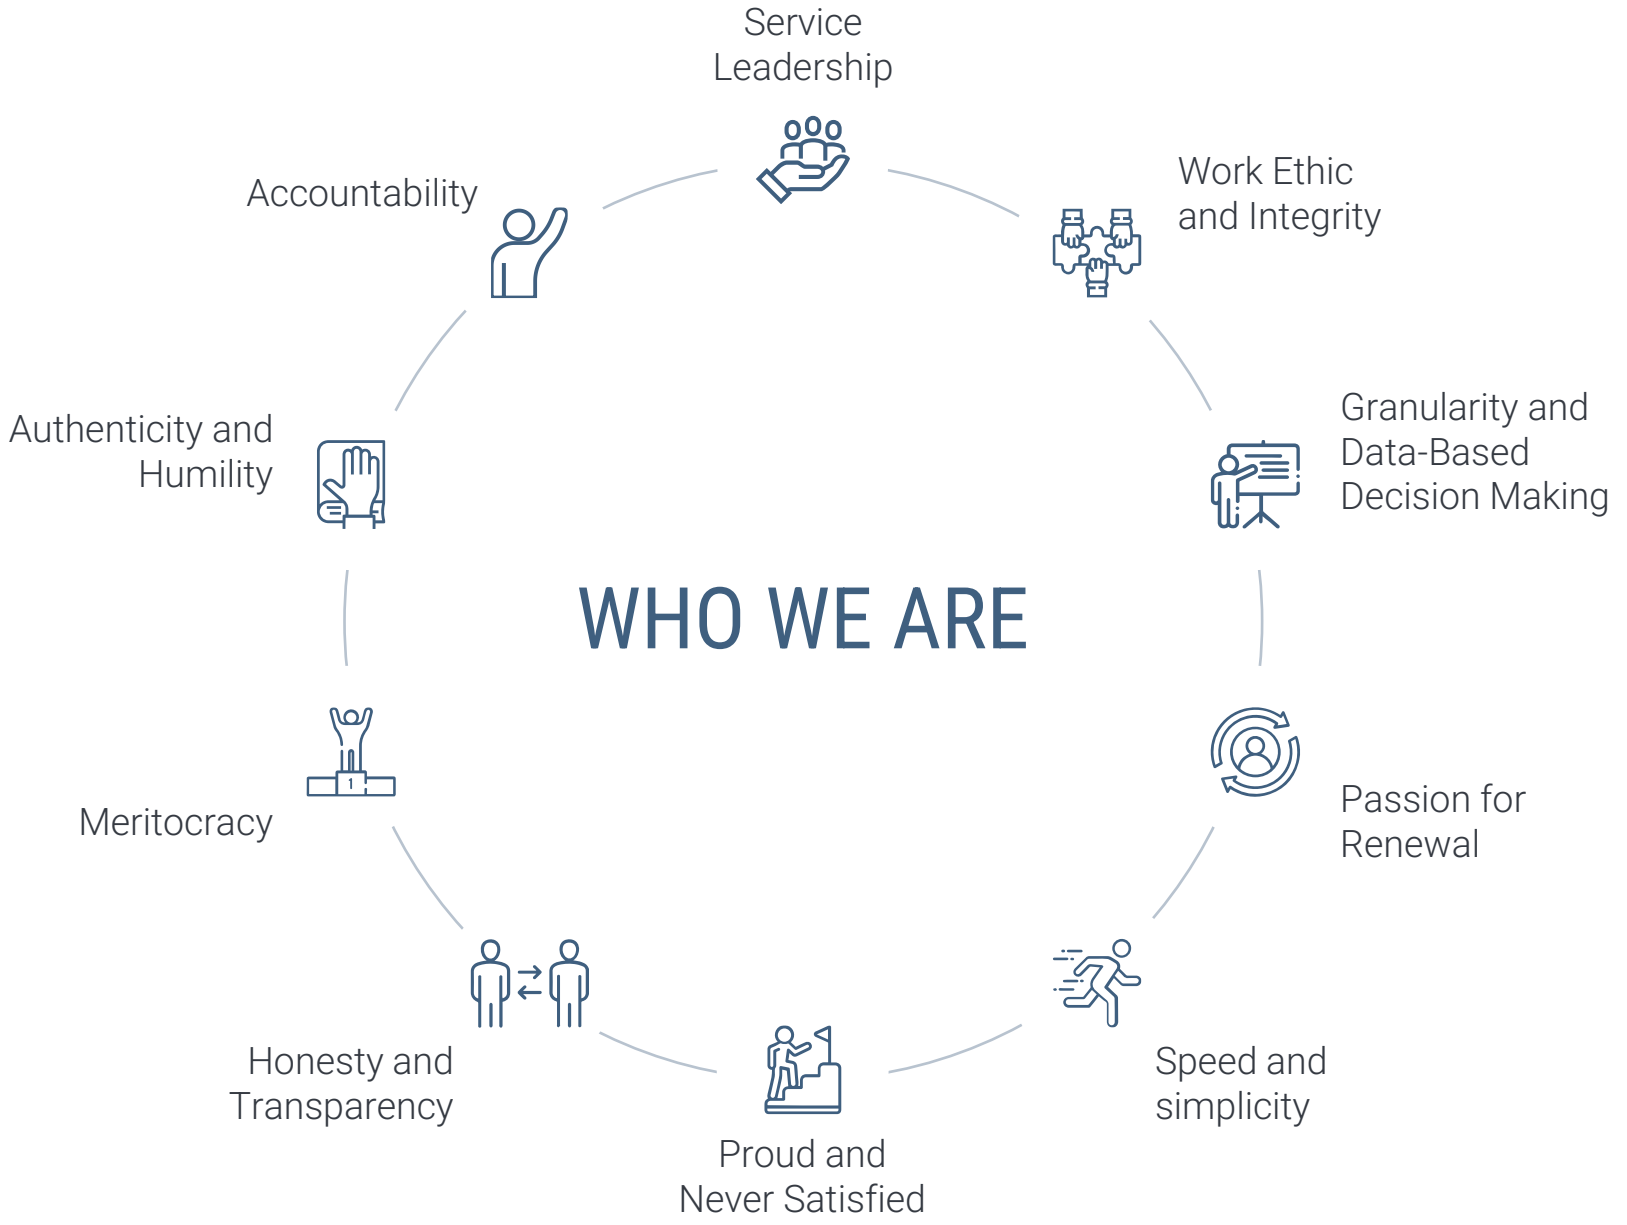 Service
Leadership
Work Ethic
and Integrity
Accountability
Granularity and
Data-Based
Decision Making
Authenticity and
Humility
WHO WE ARE
1
Passion for
Renewal
Meritocracy
Speed and
simplicity
Honesty and
Transparency
Proud and
Never Satisfied